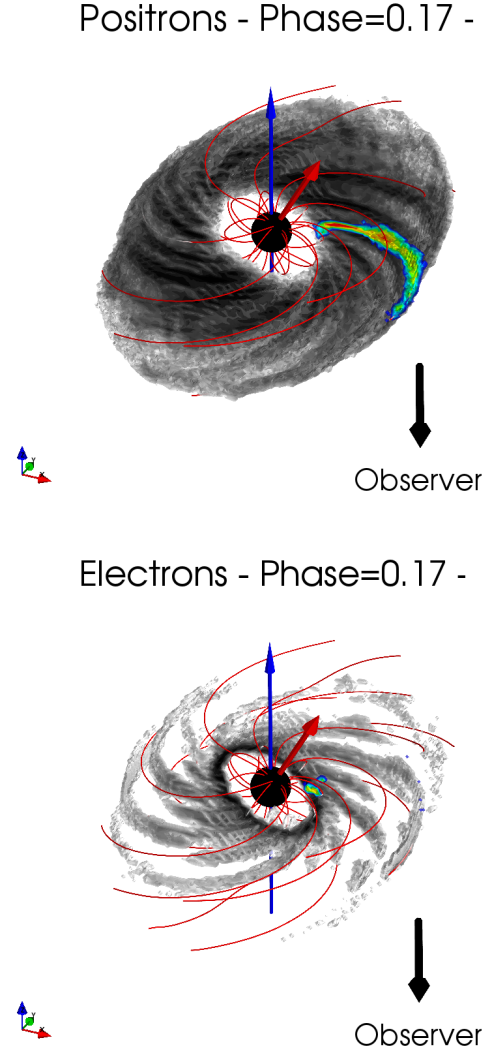 Positrons - Phase=0.17 -
Y
X
Observer
Electrons - Phase=0.17 -
Y
X
Observer